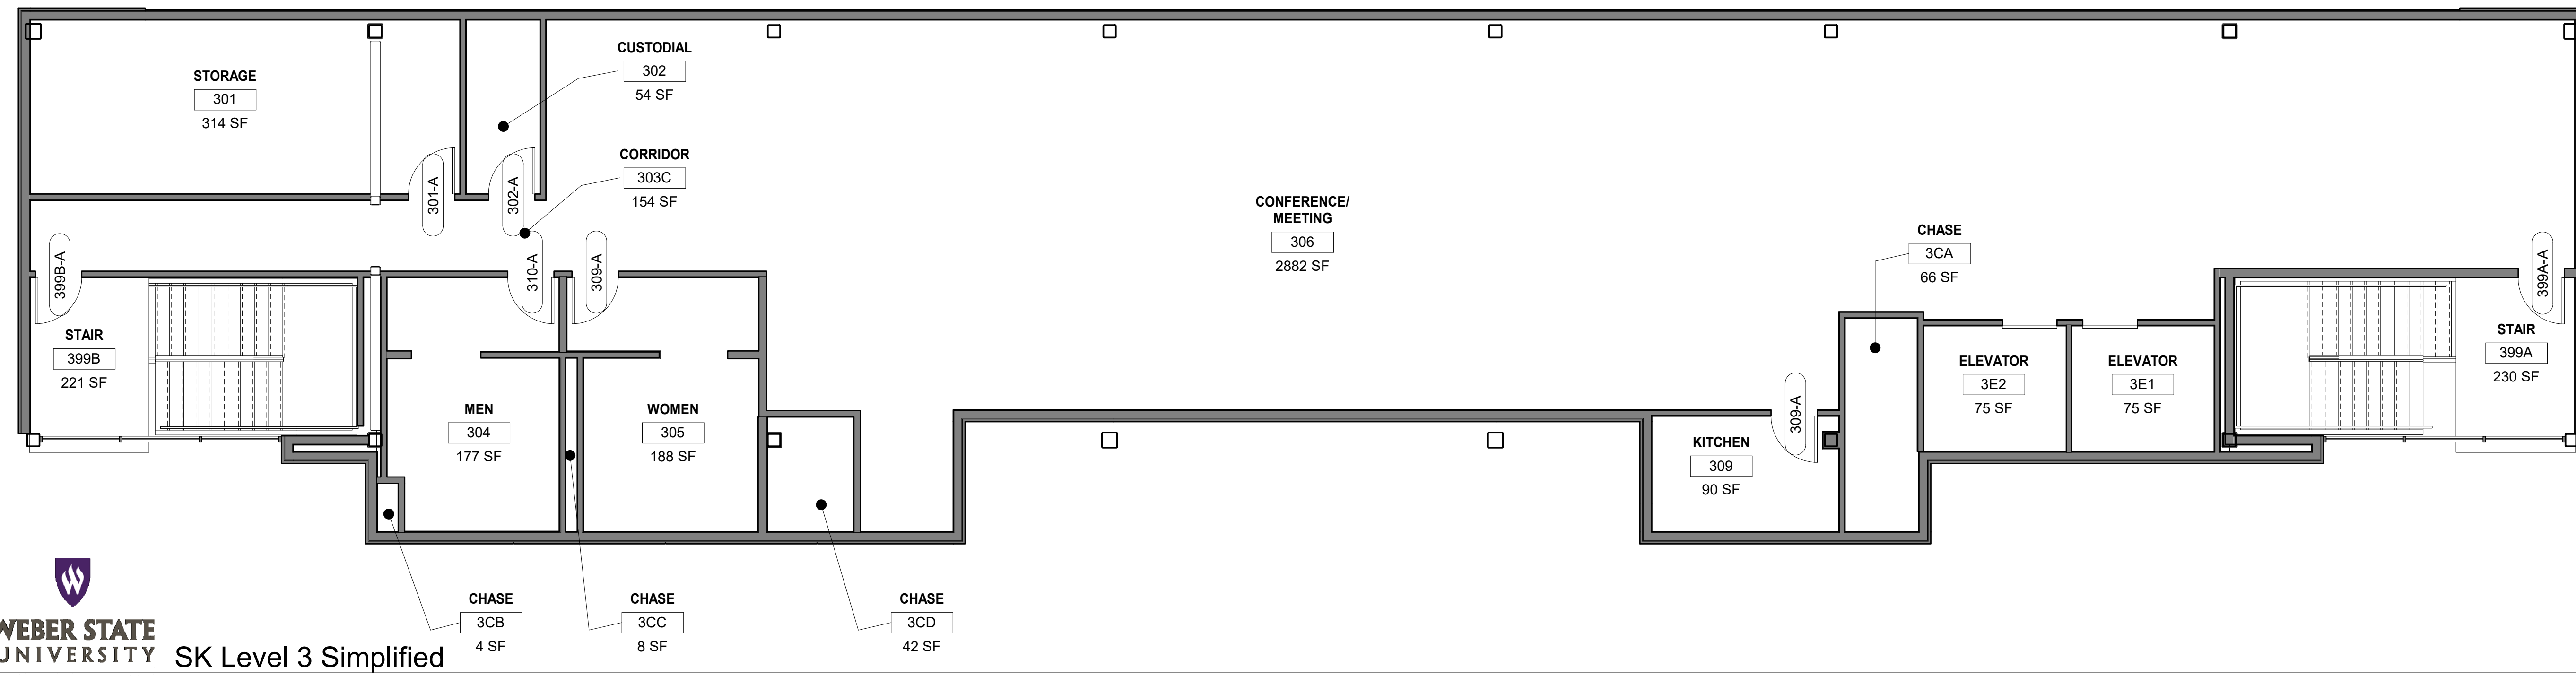 CUSTODIAL
302
54 SF
STORAGE
301
314 SF
CORRIDOR
303C
154 SF
301-A
302-A
310-A
309-A
399B-A
CONFERENCE/
MEETING
306
2882 SF
CHASE
3CA
66 SF
399A-A
STAIR
399B
221 SF
STAIR
399A
230 SF
ELEVATOR
3E2
75 SF
ELEVATOR
3E1
75 SF
MEN
304
177 SF
WOMEN
305
188 SF
309-A
KITCHEN
309
90 SF
CHASE
3CB
4 SF
CHASE
3CC
8 SF
CHASE
3CD
42 SF
W
WEBER STATE
UNIVERSITY
SK Level 3 Simplified